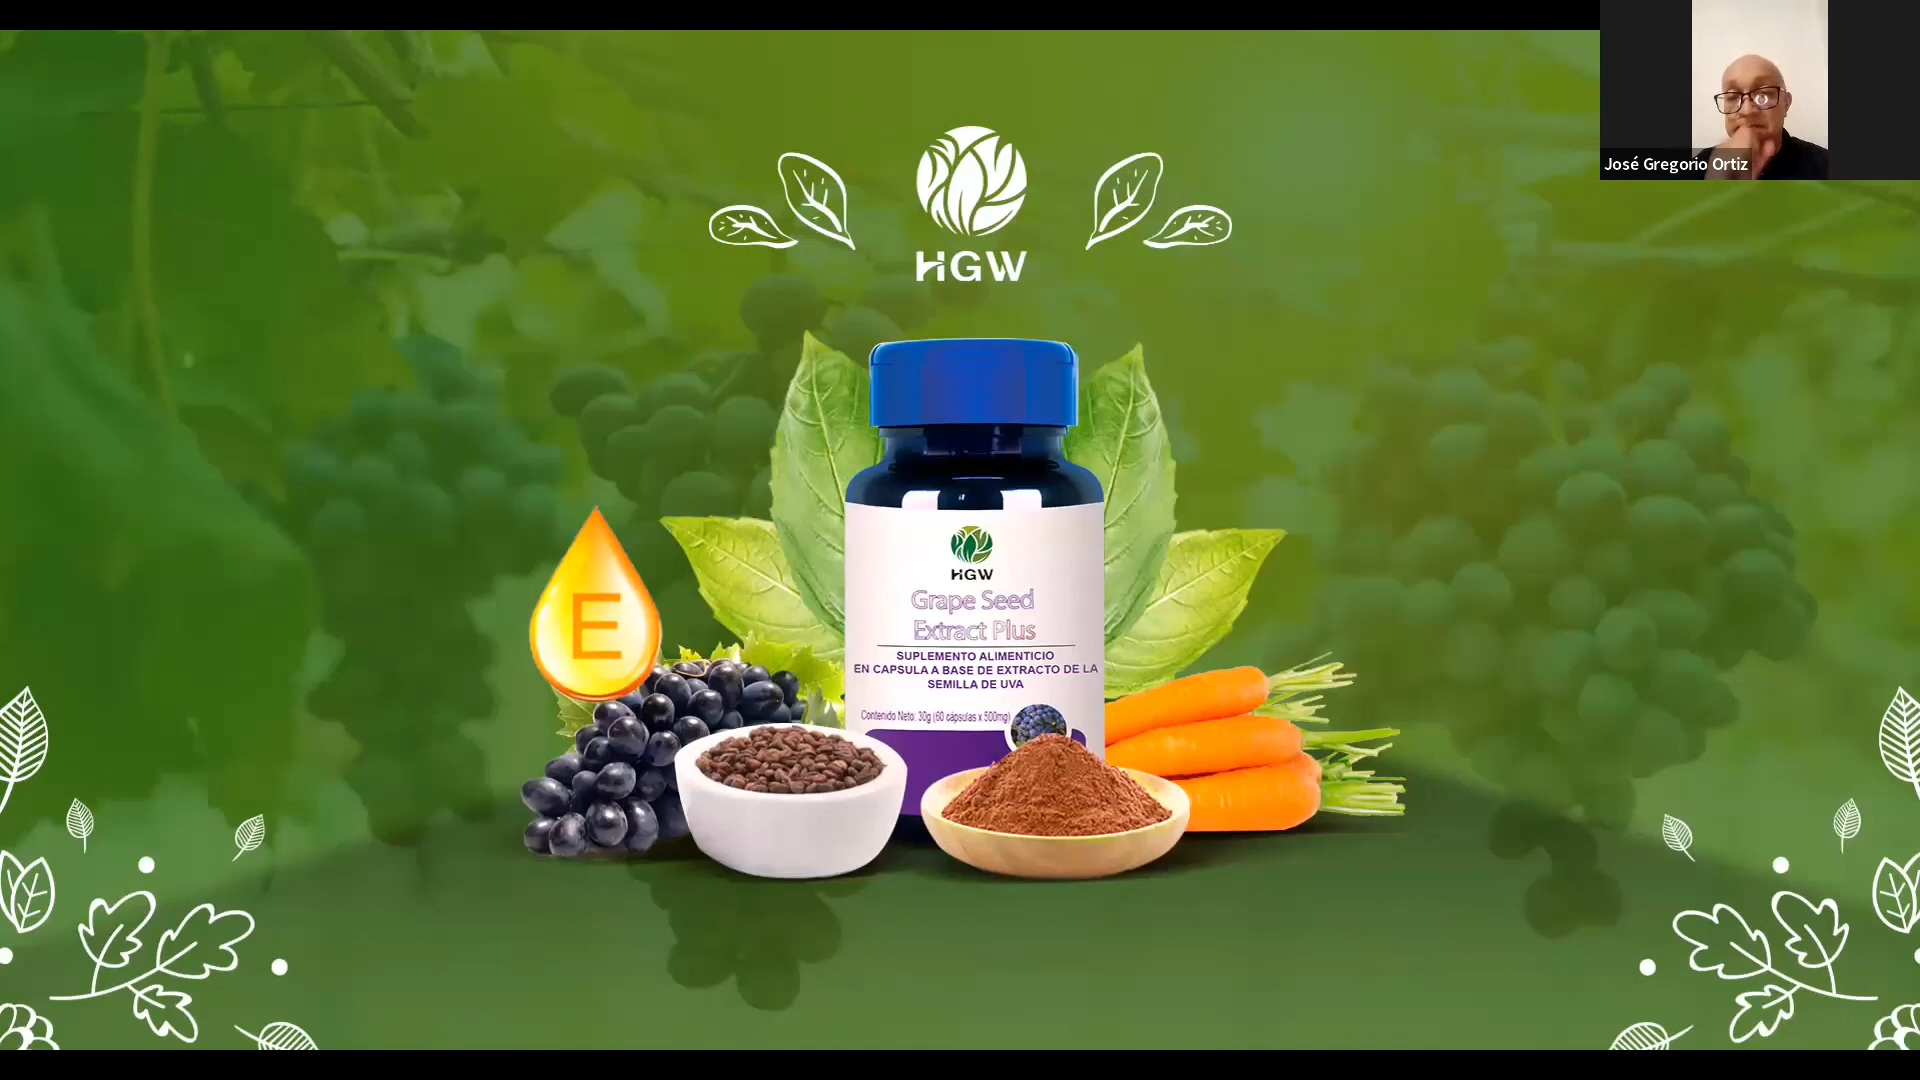 José Gregorio Ortiz
HGW
E
HGW
Grape Seed
Extract Plus
SUPLEMENTO ALIMENTICIO
EN CAPSULA A BASE DE EXTRACTO DE LA
SEMILLA DE UVA
Contenido Neto: 30g (60 cápsulas x 500mg)